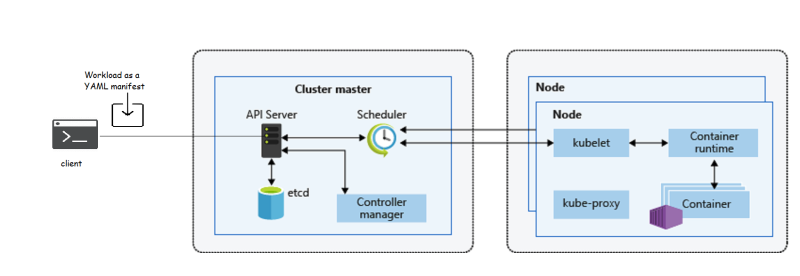 Workload as a
YAML manifest
client
Cluster master
API Server
Scheduler
etcd
Controller
manager
Node
Node
kubelet
Container
runtime
kube-proxy
Container